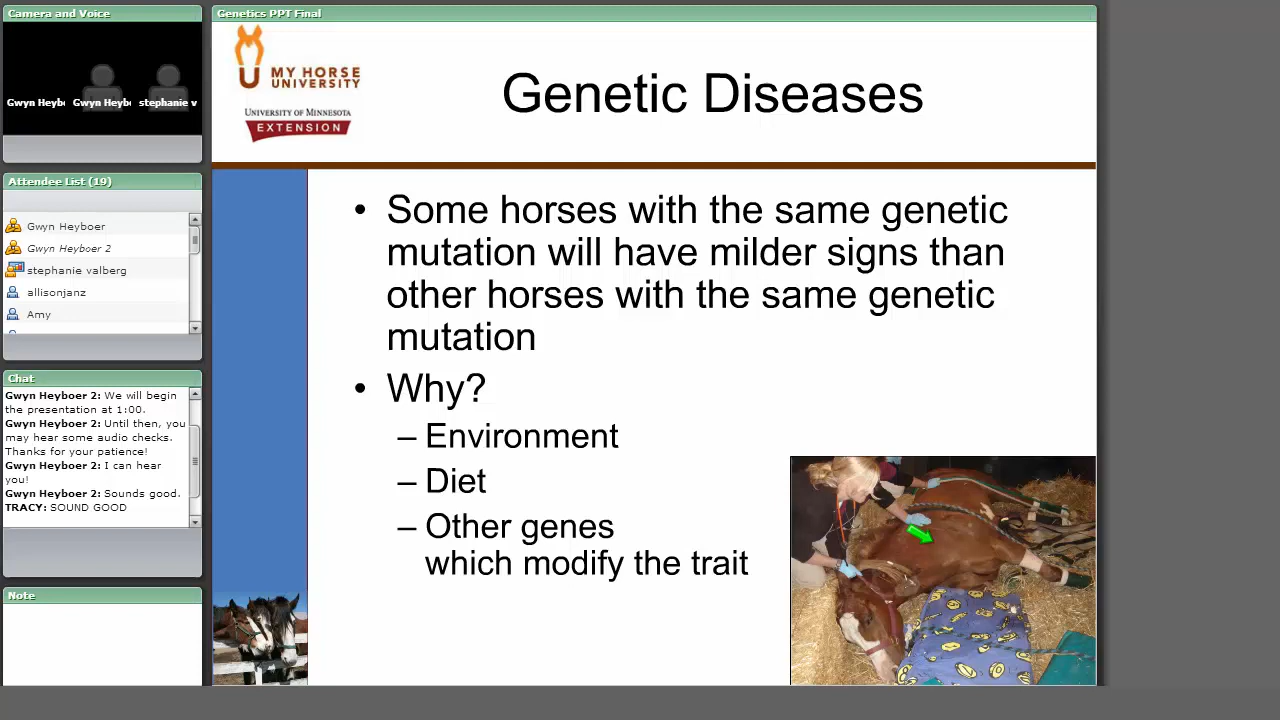 Camera and Voice
Gwyn Heyb
Gwyn Heyb
stephanie v
Attendee List (19)
Gwyn Heyboer
Gwyn Heyboer 2
stephanie valberg
allisonjanz
Amy
Chat
Gwyn Heyboer 2: We will begin
the presentation at 1:00.
Gwyn Heyboer 2: Until then, you
may hear some audio checks.
Thanks for your patience!
Gwyn Heyboer 2: I can hear
you!
Gwyn Heyboer 2: Sounds good.
TRACY: SOUND GOOD
Note
Genetics PPT Final
MY HORSE
UNIVERSITY
UNIVERSITY OF MINNESOTA
EXTENSION
Genetic Diseases
• Some horses with the same genetic
mutation will have milder signs than
other horses with the same genetic
mutation
• Why?
– Environment
– Diet
– Other genes
which modify the trait